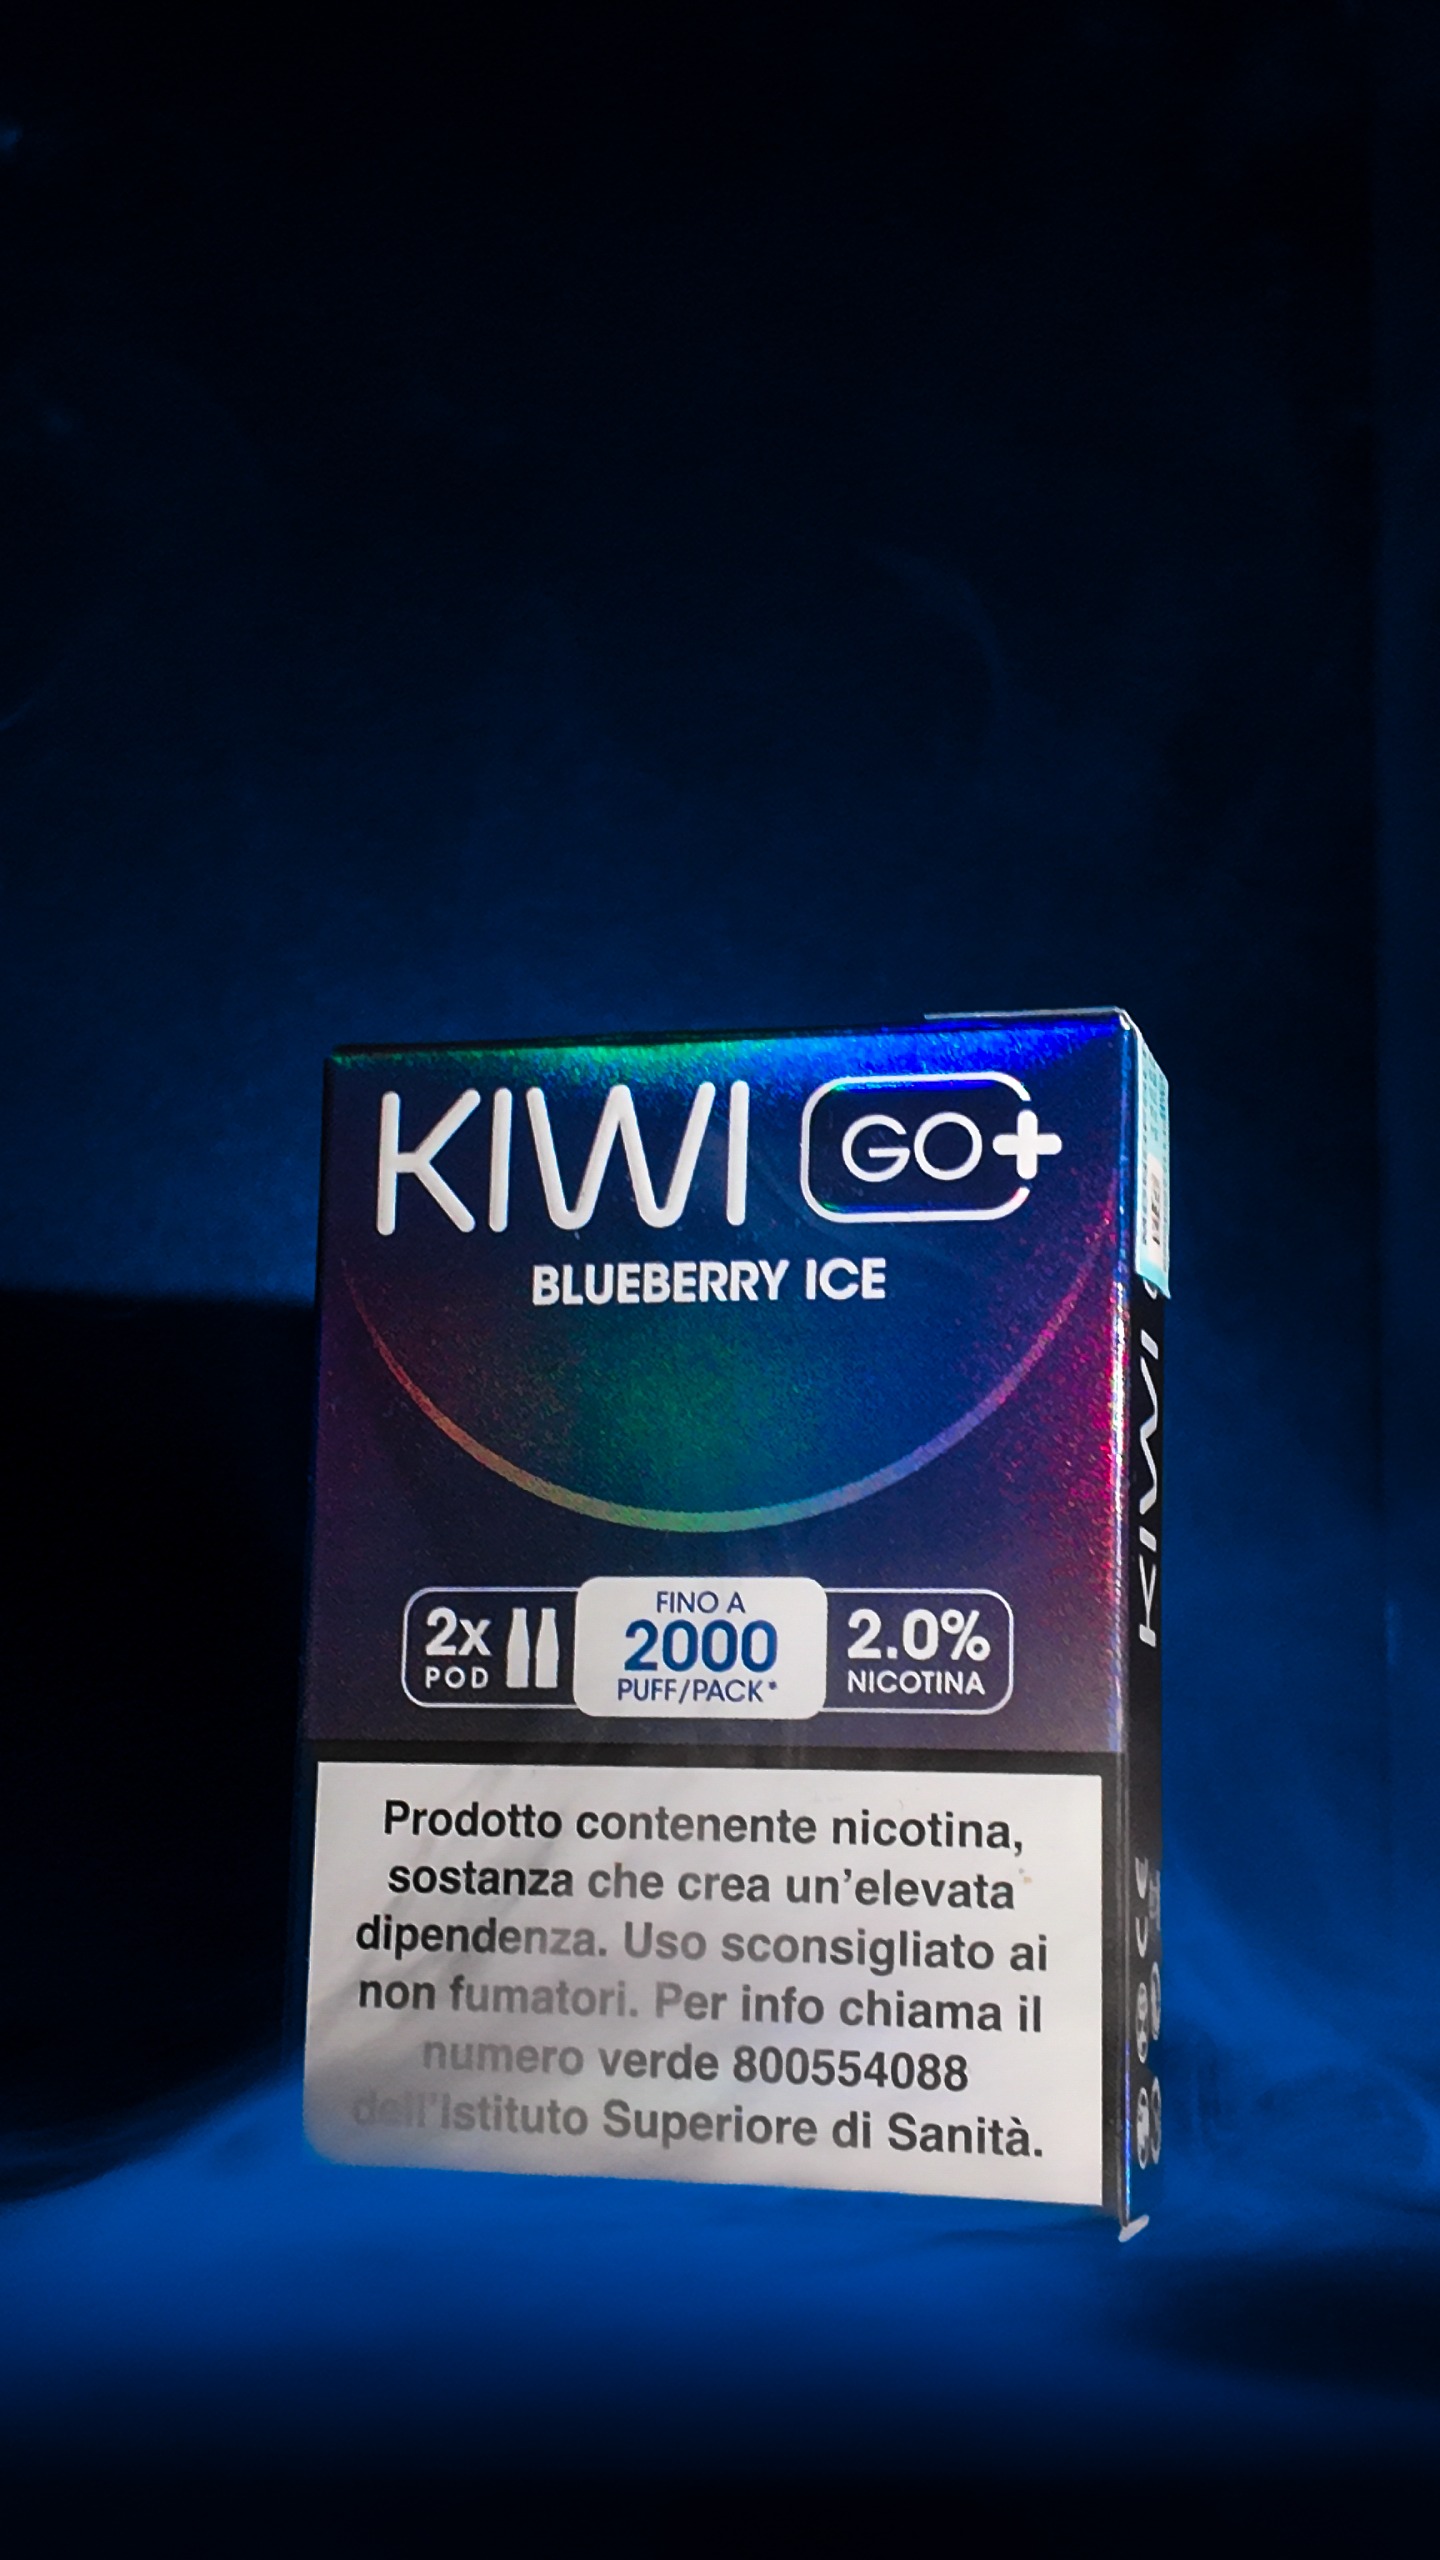 KIWI GO+
BLUEBERRY ICE
2x
POD
FINO A
2000
PUFF/PACK*
2.0%
NICOTINA
Prodotto contenente nicotina,
sostanza che crea un'elevata
dipendenza. Uso sconsigliato ai
non fumatori. Per info chiama il
numero verde 800554088
dell'Istituto Superiore di Sanità.
KIWI